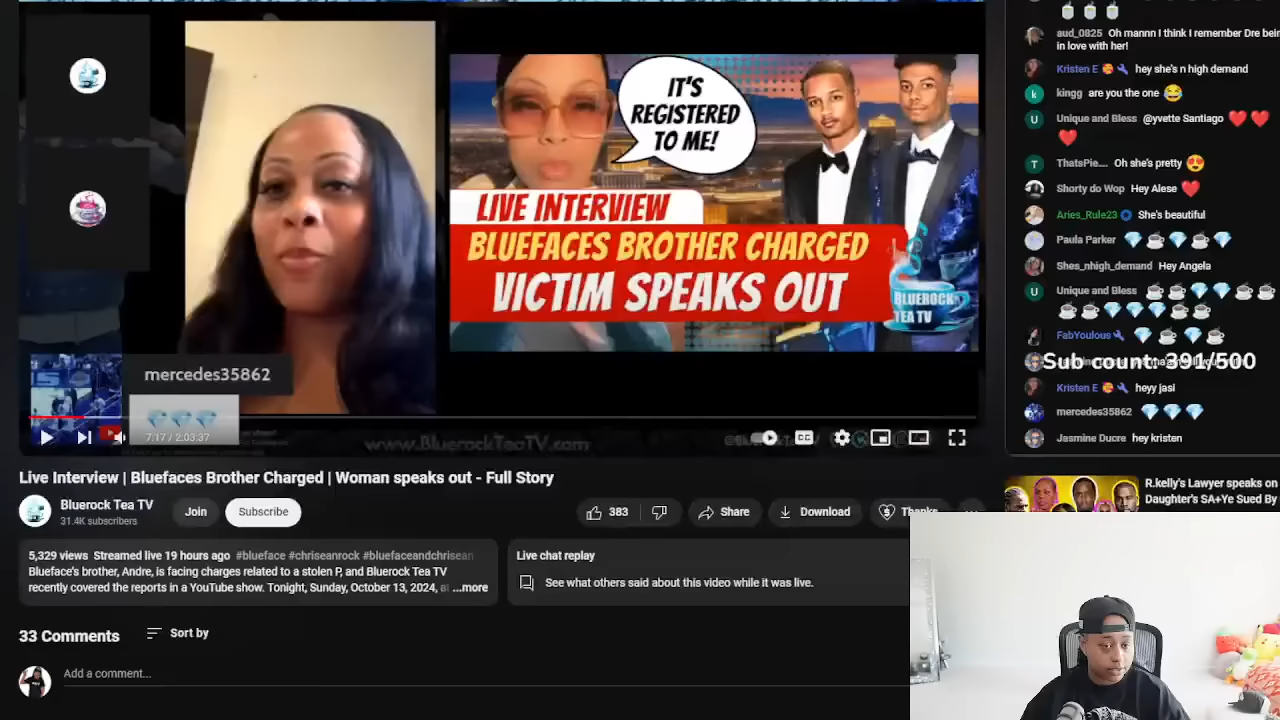 IT'S
REGISTERED
TO ME!
LIVE INTERVIEW
BLUEFACES BROTHER CHARGED
VICTIM SPEAKS OUT
BLUEROCK
TEA TV
mercedes35862
7:17 / 2:03:37
www.BluerockTeaTV.com
CC
Live Interview | Bluefaces Brother Charged | Woman speaks out - Full Story
Bluerock Tea TV
31.4K subscribers
Join
Subscribe
383
Share
Download
Thanks
5,329 views Streamed live 19 hours ago #blueface #chriseanrock #bluefaceandchrisean
Blueface's brother, Andre, is facing charges related to a stolen P, and Bluerock Tea TV
recently covered the reports in a YouTube show. Tonight, Sunday, October 13, 2024, ...more
Live chat replay
See what others said about this video while it was live.
33 Comments
Sort by
Add a comment...
aud_0825 Oh mannn I think I remember Dre
in love with her!
Kristen E hey she's n high demand
kingg are you the one 😂
Unique and Bless @yvette Santiago ❤️ ❤️
❤️
ThatsPie.... Oh she's pretty 😍
Shorty do Wop Hey Alese ❤️
Aries_Rule23 She's beautiful
Paula Parker 💎 ☕ 💎 ☕ 💎
Shes_nhigh_demand Hey Angela
Unique and Bless ☕ ☕ 💎 💎 ☕ ☕
☕ ☕ 💎 💎 💎 ☕ ☕
FabYoulous 💎 ☕ 💎 ☕
Sub count: 391/500
Kristen E heyy jasi
mercedes35862 💎 💎 💎
Jasmine Ducre hey kristen
R.kelly's Lawyer speaks on
Daughter's SA+Ye Sued By